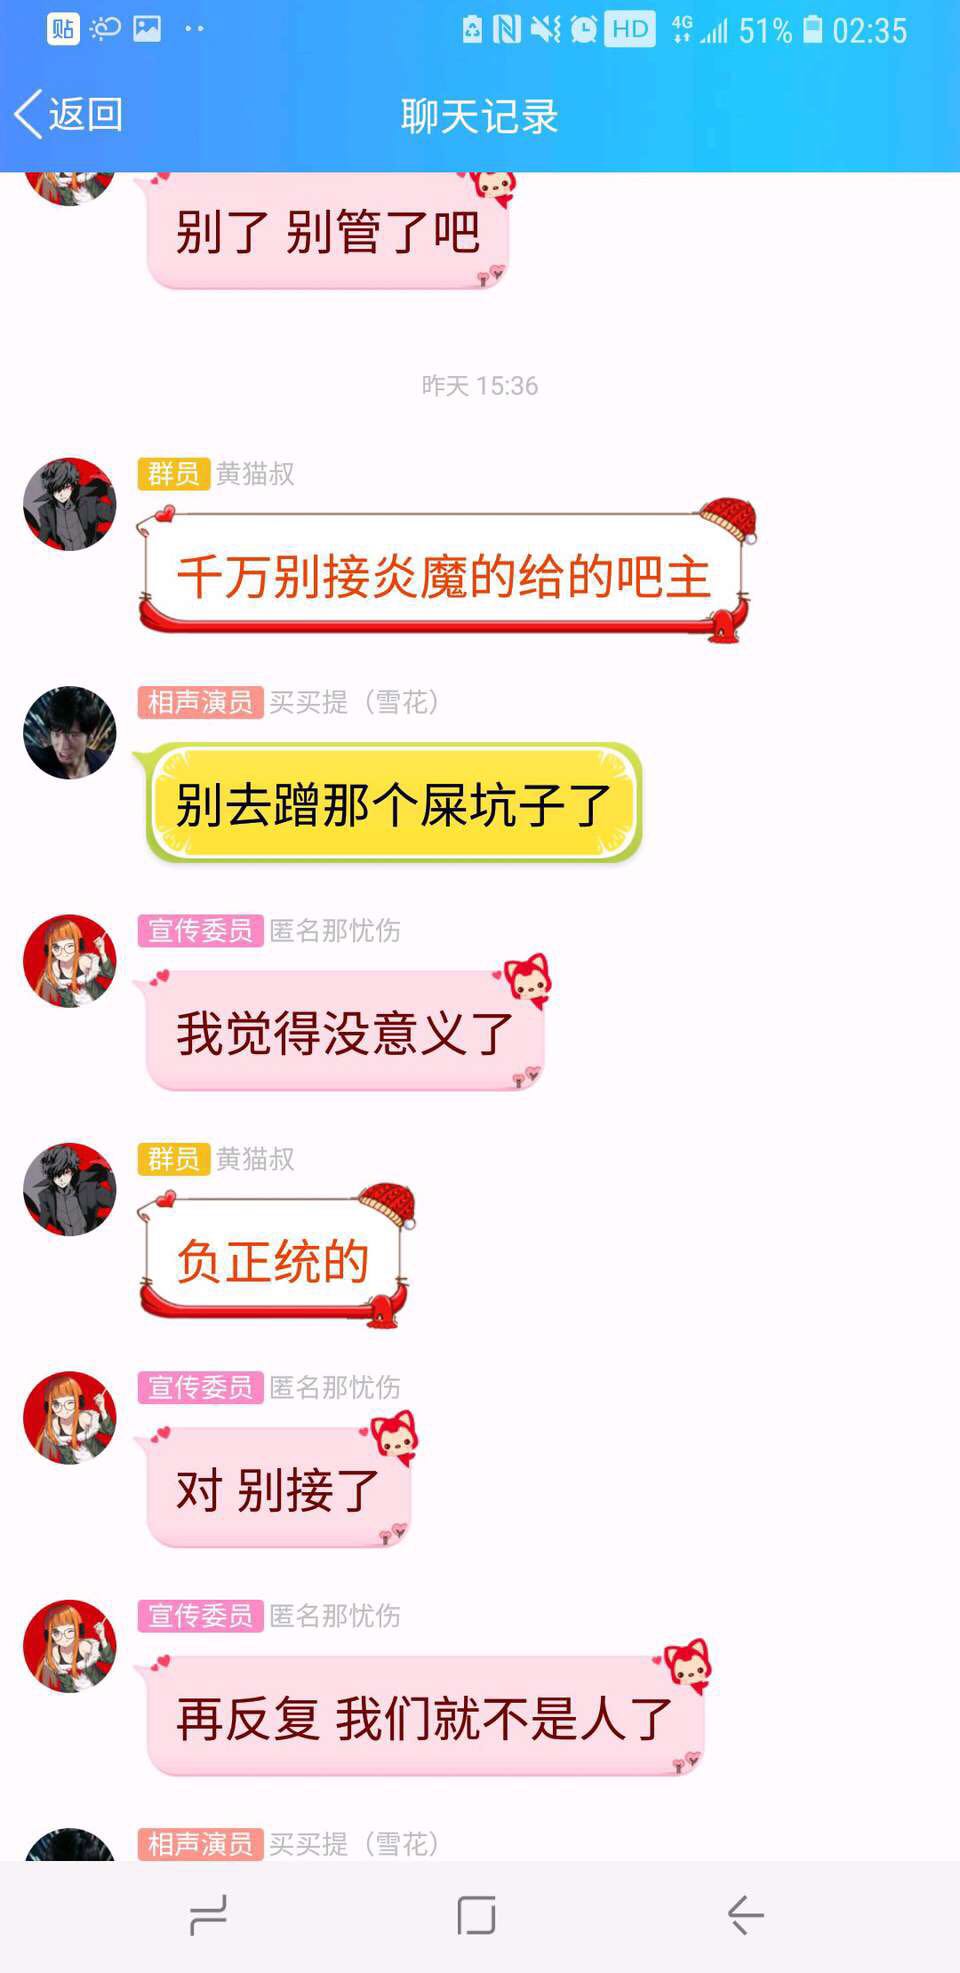 贴
HD 4G 51% 02:35
返回
聊天记录
别了 别管了吧
昨天 15:36
群员 黄猫叔
千万别接炎魔的给的吧主
相声演员 买买提（雪花）
别去蹭那个屎坑子了
宣传委员 匿名那忧伤
我觉得没意义了
群员 黄猫叔
负正统的
宣传委员 匿名那忧伤
对 别接了
宣传委员 匿名那忧伤
再反复 我们就不是人了
相声演员 买买提（雪花）